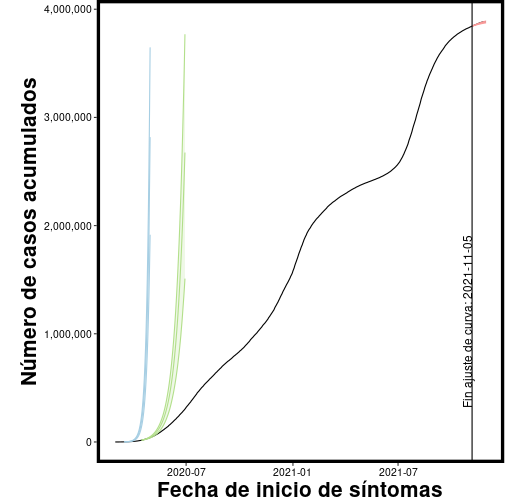 Número de casos acumulados
4,000,000
3,000,000
2,000,000
1,000,000
0
Fin ajuste de curva: 2021-11-05
2020-07
2021-01
2021-07
Fecha de inicio de síntomas